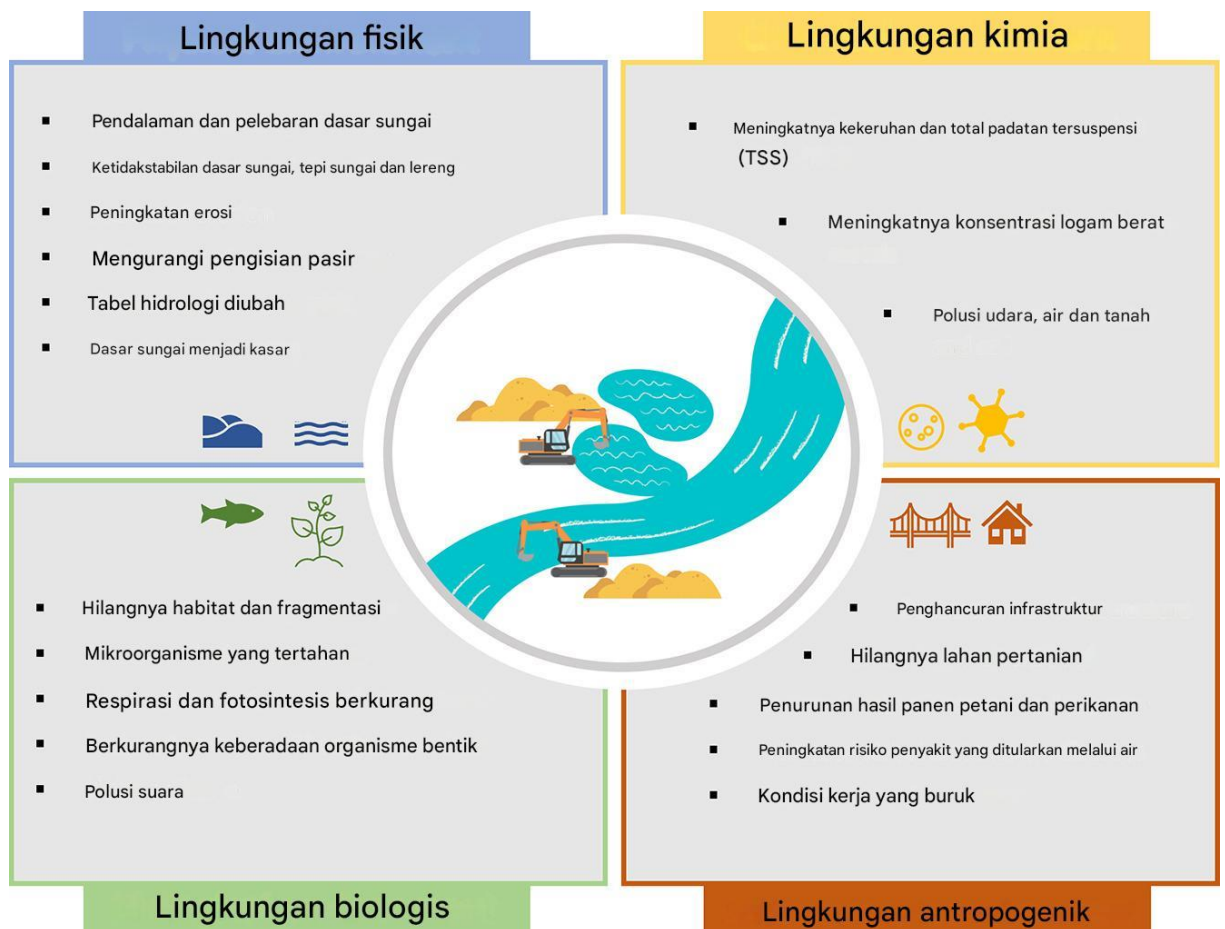 Lingkungan fisik
Pendalaman dan pelebaran dasar sungai
Ketidakstabilan dasar sungai, tepi sungai dan lereng
Peningkatan erosi
Mengurangi pengisian pasir
Tabel hidrologi diubah
Dasar sungai menjadi kasar
Lingkungan kimia
Meningkatnya kekeruhan dan total padatan tersuspensi
(TSS)
Meningkatnya konsentrasi logam berat
Polusi udara, air dan tanah
Hilangnya habitat dan fragmentasi
Mikroorganisme yang tertahan
Respirasi dan fotosintesis berkurang
Berkurangnya keberadaan organisme bentik
Polusi suara
Lingkungan biologis
Penghancuran infrastruktur
Hilangnya lahan pertanian
Penurunan hasil panen petani dan perikanan
Peningkatan risiko penyakit yang ditularkan melalui air
Kondisi kerja yang buruk
Lingkungan antropogenik